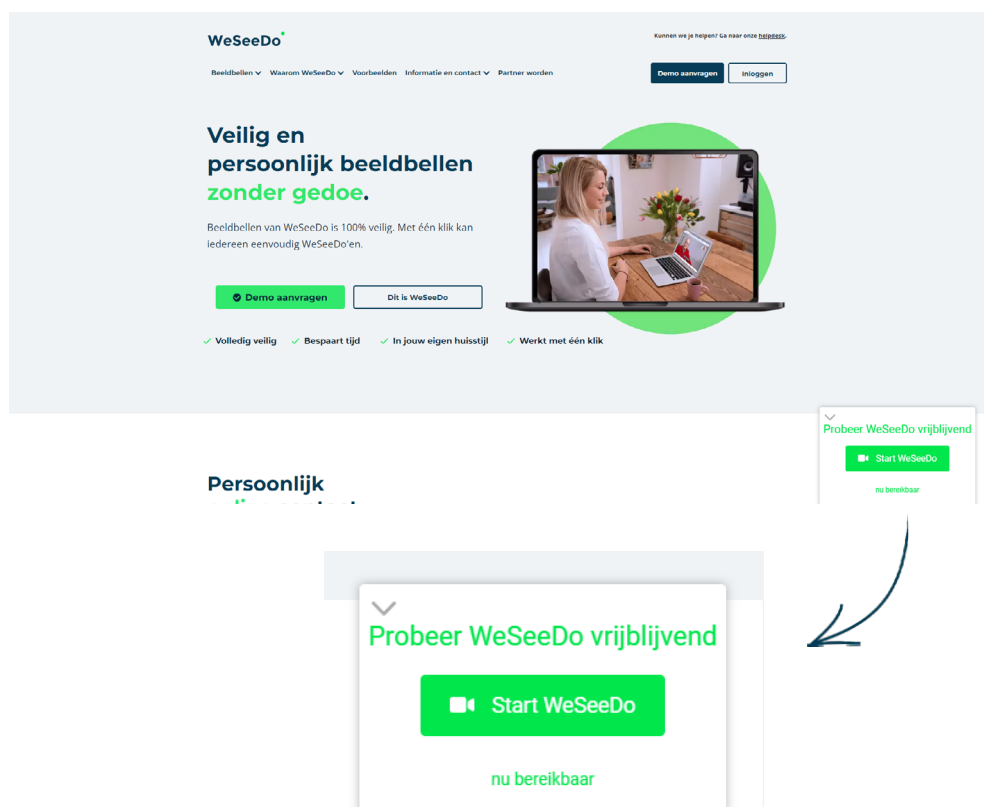 WeSeeDo
Kunnen we je helpen? Ga naar onze helpdesk.
Beeldbellen Waarom WeSeeDo Voorbeelden Informatie en contact Partner worden
Demo aanvragen Inloggen
Veilig en
persoonlijk beeldbellen
zonder gedoe.
Beeldbellen van WeSeeDo is 100% veilig. Met één klik kan
iedereen eenvoudig WeSeeDo'en.
Demo aanvragen Dit is WeSeeDo
Volledig veilig Bespaart tijd In jouw eigen huisstijl Werkt met één klik
Probeer WeSeeDo vrijblijvend
Start WeSeeDo
nu bereikbaar
Persoonlijk
Probeer WeSeeDo vrijblijvend
Start WeSeeDo
nu bereikbaar